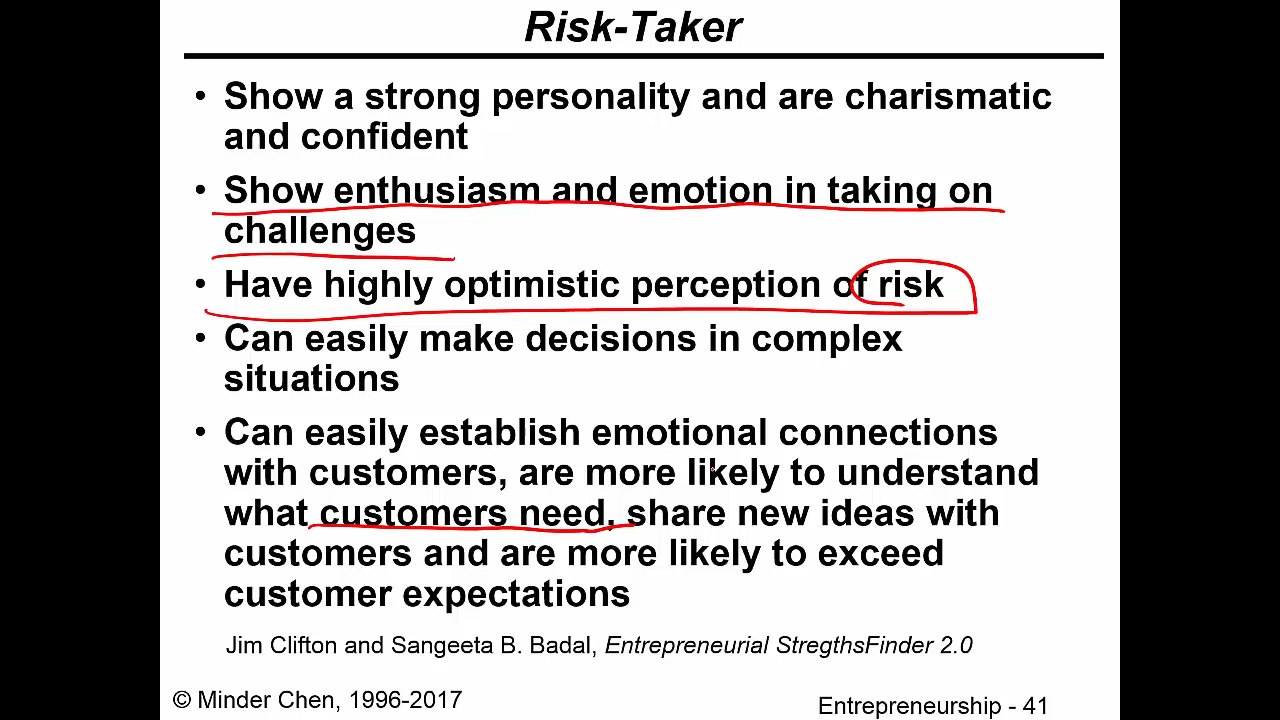 Risk-Taker
• Show a strong personality and are charismatic
and confident
• Show enthusiasm and emotion in taking on
challenges
• Have highly optimistic perception of risk
• Can easily make decisions in complex
situations
• Can easily establish emotional connections
with customers, are more likely to understand
what customers need, share new ideas with
customers and are more likely to exceed
customer expectations
Jim Clifton and Sangeeta B. Badal, Entrepreneurial StregthsFinder 2.0
© Minder Chen, 1996-2017
Entrepreneurship - 41